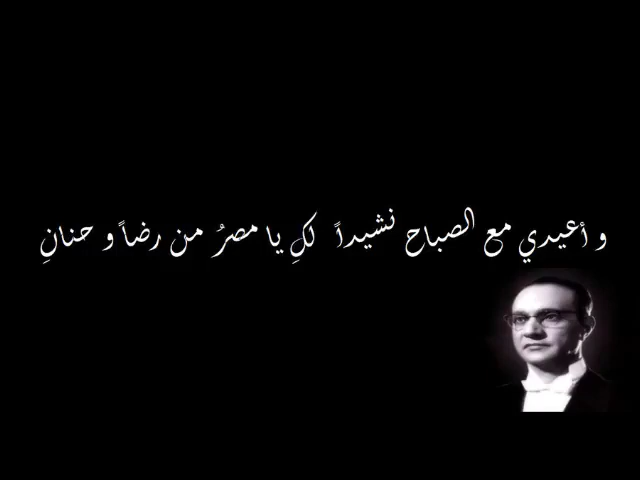 و أعيدي مع الصباح نشيداً لكِ يا مصرُ من رضاً و حنانِ